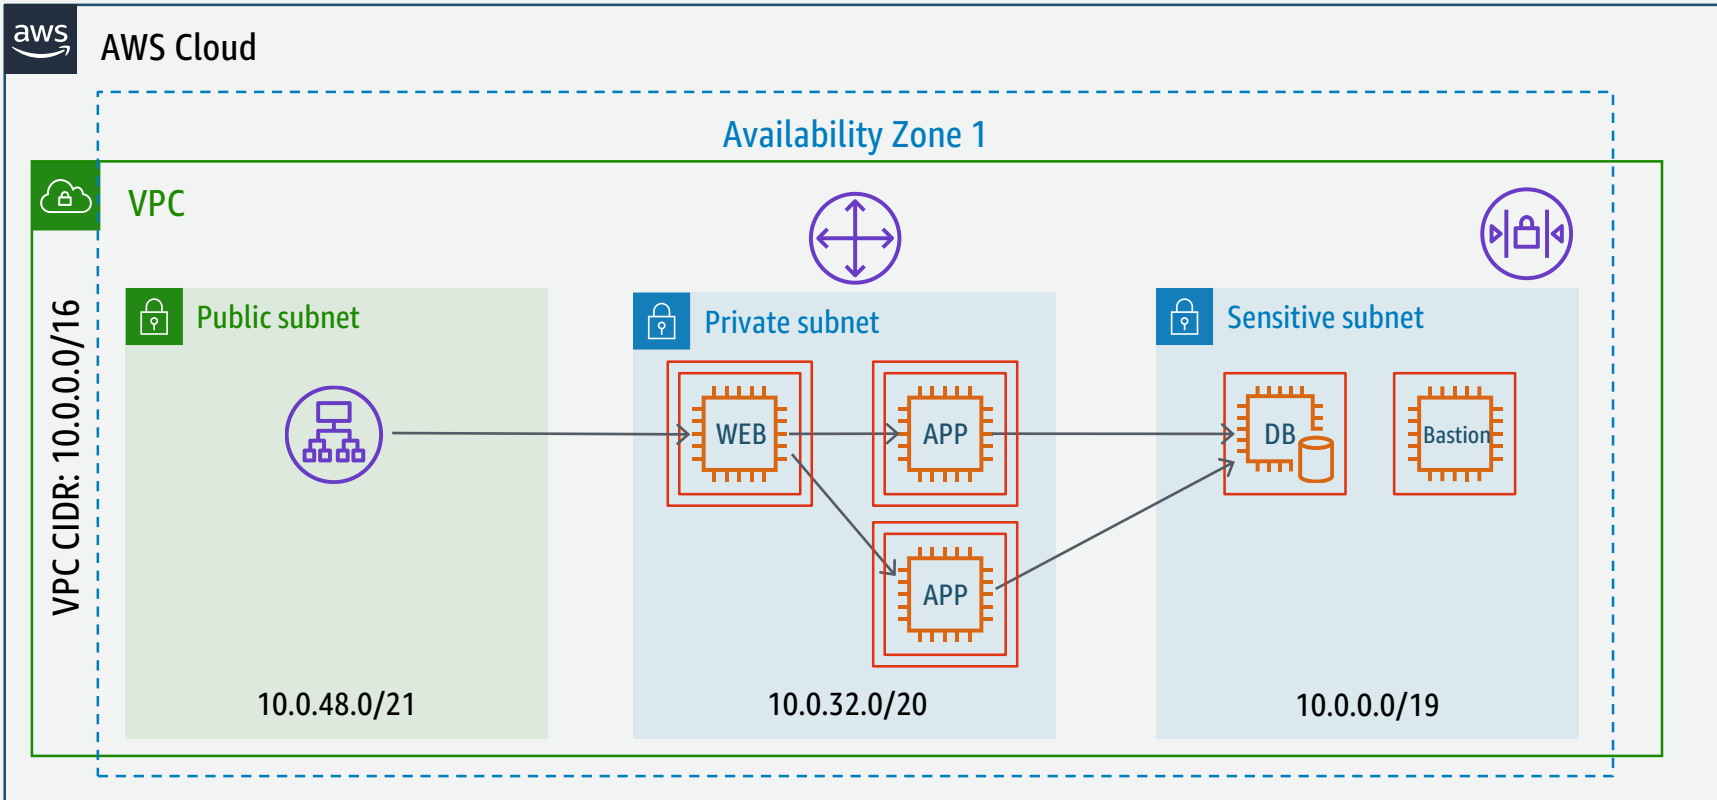 aws
AWS Cloud
Availability Zone 1
VPC
VPC CIDR: 10.0.0.0/16
Public subnet
Private subnet
Sensitive subnet
WEB
APP
DB
Bastion
APP
10.0.48.0/21
10.0.32.0/20
10.0.0.0/19